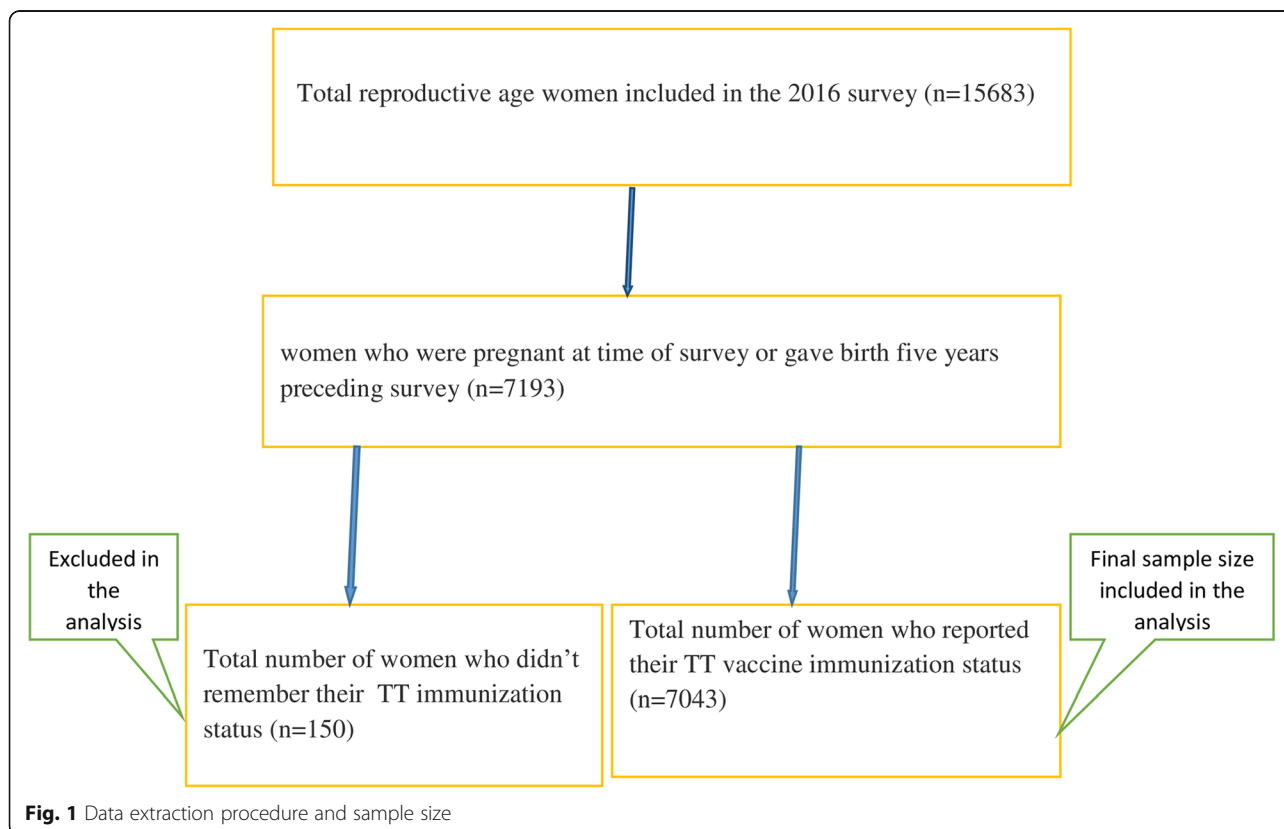 Total reproductive age women included in the 2016 survey (n=15683)
women who were pregnant at time of survey or gave birth five years
preceding survey (n=7193)
Excluded in
the
analysis
Total number of women who didn’t
remember their TT immunization
status (n=150)
Total number of women who reported
their TT vaccine immunization status
(n=7043)
Final sample size
included in the
analysis
Fig. 1 Data extraction procedure and sample size